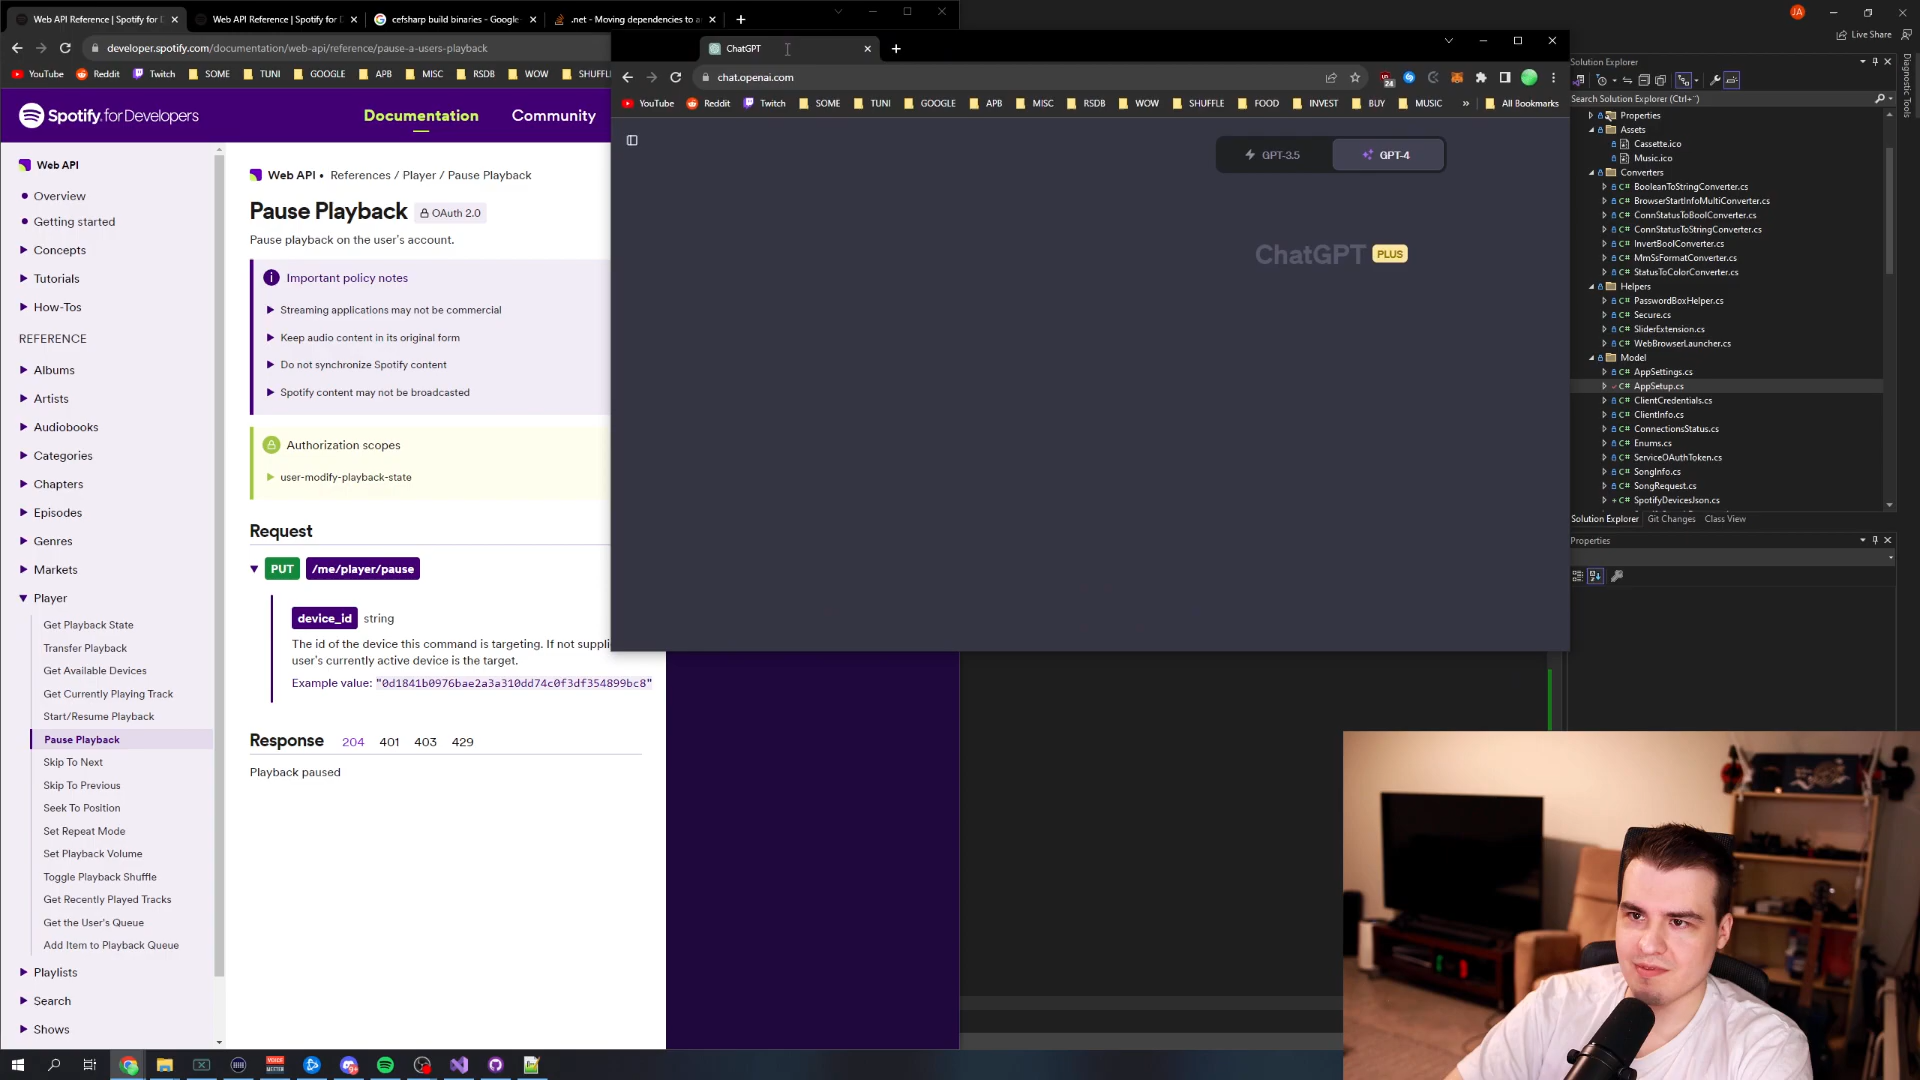 Web API Reference | Spotify for D
Web API Reference | Spotify for D
cefsharp build binaries - Google
.net - Moving dependencies to a
developer.spotify.com/documentation/web-api/reference/pause-a-users-playback
YouTube Reddit Twitch SOME TUNI GOOGLE APB MISC RSDB WOW SHUFFL
Spotify for Developers
Documentation
Community
Web API
Overview
Getting started
Concepts
Tutorials
How-Tos
REFERENCE
Albums
Artists
Audiobooks
Categories
Chapters
Episodes
Genres
Markets
Player
Get Playback State
Transfer Playback
Get Available Devices
Get Currently Playing Track
Start/Resume Playback
Pause Playback
Skip To Next
Skip To Previous
Seek To Position
Set Repeat Mode
Set Playback Volume
Toggle Playback Shuffle
Get Recently Played Tracks
Get the User's Queue
Add Item to Playback Queue
Playlists
Search
Shows
Web API • References / Player / Pause Playback
Pause Playback
OAuth 2.0
Pause playback on the user's account.
Important policy notes
Streaming applications may not be commercial
Keep audio content in its original form
Do not synchronize Spotify content
Spotify content may not be broadcasted
Authorization scopes
user-modify-playback-state
Request
PUT /me/player/pause
device_id string
The id of the device this command is targeting. If not suppli
user's currently active device is the target.
Example value: "0d1841b0976bae2a3a310dd74c0f3df354899bc8"
Response 204 401 403 429
Playback paused
ChatGPT
chat.openai.com
24
YouTube Reddit Twitch SOME TUNI GOOGLE APB MISC RSDB WOW SHUFFLE FOOD INVEST BUY MUSIC » All Bookmarks
GPT-3.5
GPT-4
ChatGPT PLUS
JA
Live Share
Solution Explorer
Search Solution Explorer (Ctrl+¨)
Properties
Assets
Cassette.ico
Music.ico
Converters
C# BooleanToStringConverter.cs
C# BrowserStartInfoMultiConverter.cs
C# ConnStatusToBoolConverter.cs
C# ConnStatusToStringConverter.cs
C# InvertBoolConverter.cs
C# MmSsFormatConverter.cs
C# StatusToColorConverter.cs
Helpers
C# PasswordBoxHelper.cs
C# Secure.cs
C# SliderExtension.cs
C# WebBrowserLauncher.cs
Model
C# AppSettings.cs
C# AppSetup.cs
C# ClientCredentials.cs
C# ClientInfo.cs
C# ConnectionsStatus.cs
C# Enums.cs
C# ServiceOAuthToken.cs
C# SongInfo.cs
C# SongRequest.cs
C# SpotifyDevicesJson.cs
Solution Explorer Git Changes Class View
Properties
Diagnostic Tools